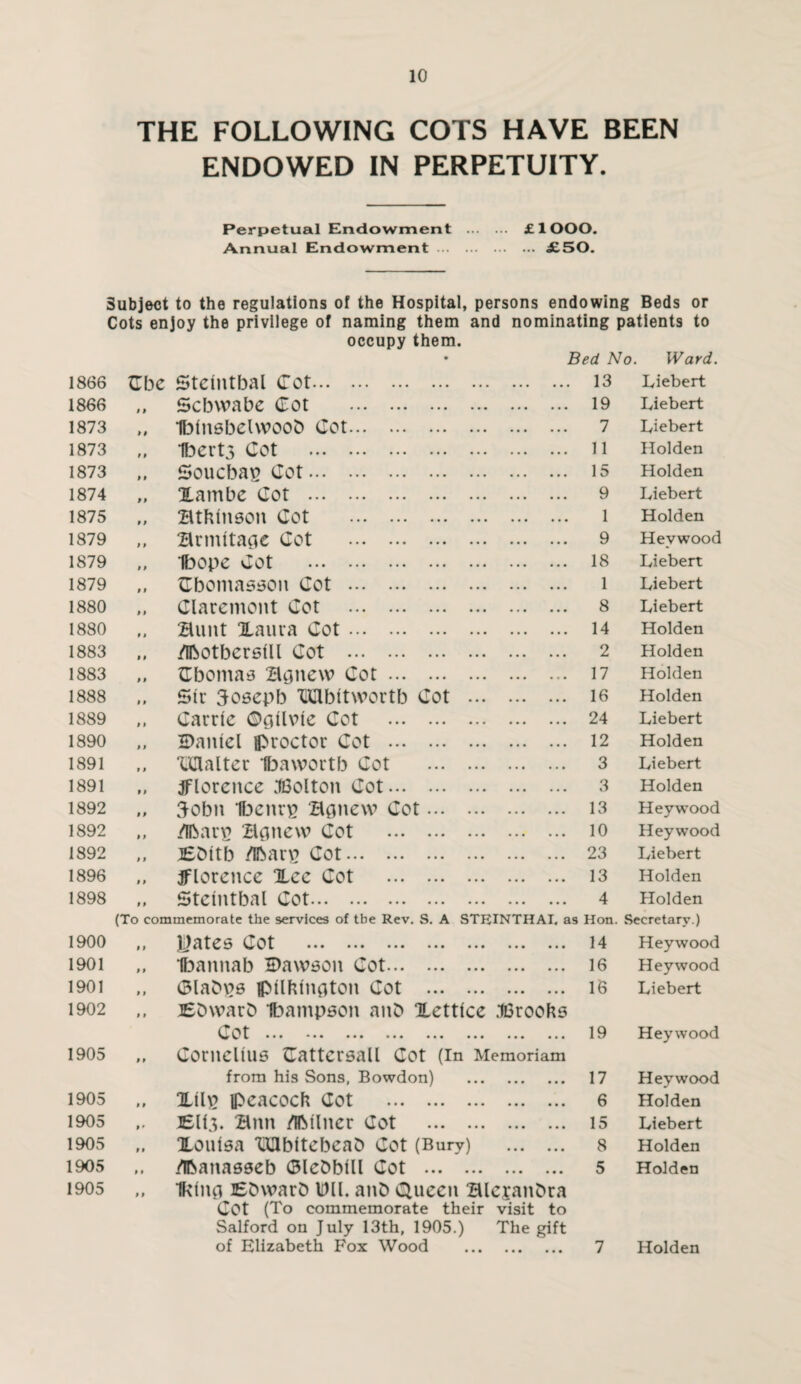 10
THE FOLLOWING COTS HAVE BEEN
ENDOWED IN PERPETUITY.
Perpetual Endowment ... ... £1000.
Annual Endowment ... ... ... ... £50.
Subject to the regulations of the Hospital, persons endowing Beds or
Cots enjoy the privilege of naming them and nominating patients to
occupy them.
Bed No. Ward.
1866 The Steinthal Cot... ... ... ... ... ... ... 13 Liebert
1866 ,, Schwabe Cot ... ... ... ... ... ... 19 Liebert
1873 ,, Hinshelwood Cot... ... ... ... ... ... 7 Liebert
1873 ,, Hertz Cot ... ... ... ... ... ... ... 11 Holden
1873 ,, Souchay Cot ... ... ... ... ... ... ... 15 Holden
1874 ,, Lambe Cot ... ... ... ... ... ... ... 9 Liebert
1875 ,, Atkinson Cot ... ... ... ... ... ... 1 Holden
1879 ,, Armitage Cot ... ... ... ... ... ... 9 Heywood
1879 ,, Hope Cot ... ... ... ... ... ... ... 18 Liebert
1879 ,, Thomasson Cot ... ... ... ... ... ... 1 Liebert
1880 ,, Claremont Cot ... ... ... ... ... ... 8 Liebert
1880 ,, Aunt Laura Cot ... ... ... ... ... ... 14 Holden
1883 ,, Mothersill Cot ... ... ... ... ... ... 2 Holden
1883 ,, Thomas Agnew Cot ... ... ... ... ... 17 Holden
1888 ,, Sir Joseph Whitworth Cot ... ... ... 16 Holden
1889 ,, Carrie Ogilvie Cot ... ... ... ... ... 24 Liebert
1890 ,, Daniel Proctor Cot ... ... ... ... ... 12 Holden
1891 ,, Walter Haworth Cot ... ... ... ... 3 Liebert
1891 ,, Florence Bolton Cot ... ... ... ... ... 3 Holden
1892 ,, John Henry Agnew Cot ... ... ... ... 13 Heywood
1892 ,, Mary Agnew Cot ... ... ... ... ... 10 Heywood
1892 ,, Edith Mary Cot ... ... ... ... ... ... 23 Liebert
1896 ,, Florence Lee Cot ... ... ... ... ... 13 Holden
1898 ,, Steinthal Cot... ... ... ... ... ... ... 4 Holden
(To commemorate the services of the Rev. S. A STEINTHAL as Hon. Secretary.)
1900 ,, Yates Cot ... ... ... ... ... ... ... 14 Heywood
1901 ,, Hannah Dawson Cot... ... ... ... ... 16 Heywood
1901 ,, Gladys Pilkington Cot ... ... ... ... 16 Liebert
1902 ,, Edward Hampson and Lettice Brooks
Cot ... ... ... ... ... ... ... ... 19 Heywood
1905 ,, Cornelius Tattersall Cot (In Memoriam
from his Sons, Bowdon) ... ... ... 17 Heywood
1905 ,, Lily Peacock Cot ... ... ... ... ... 6 Holden
1905 ,, Eliz. Ann Milner Cot ... ... ... ... 15 Liebert
1905 ,, Louisa Whitehead Cot (Bury) ... ... 8 Holden
1905 ,, Manasseh Gledhill Cot ... ... ... ... 5 Holden
1905 ,, King Edward VII. and Queen Alexandra
Cot (To commemorate their visit to
Salford on July 13th, 1905.) The gift
of Elizabeth Fox Wood ... ... ... 7 Holden